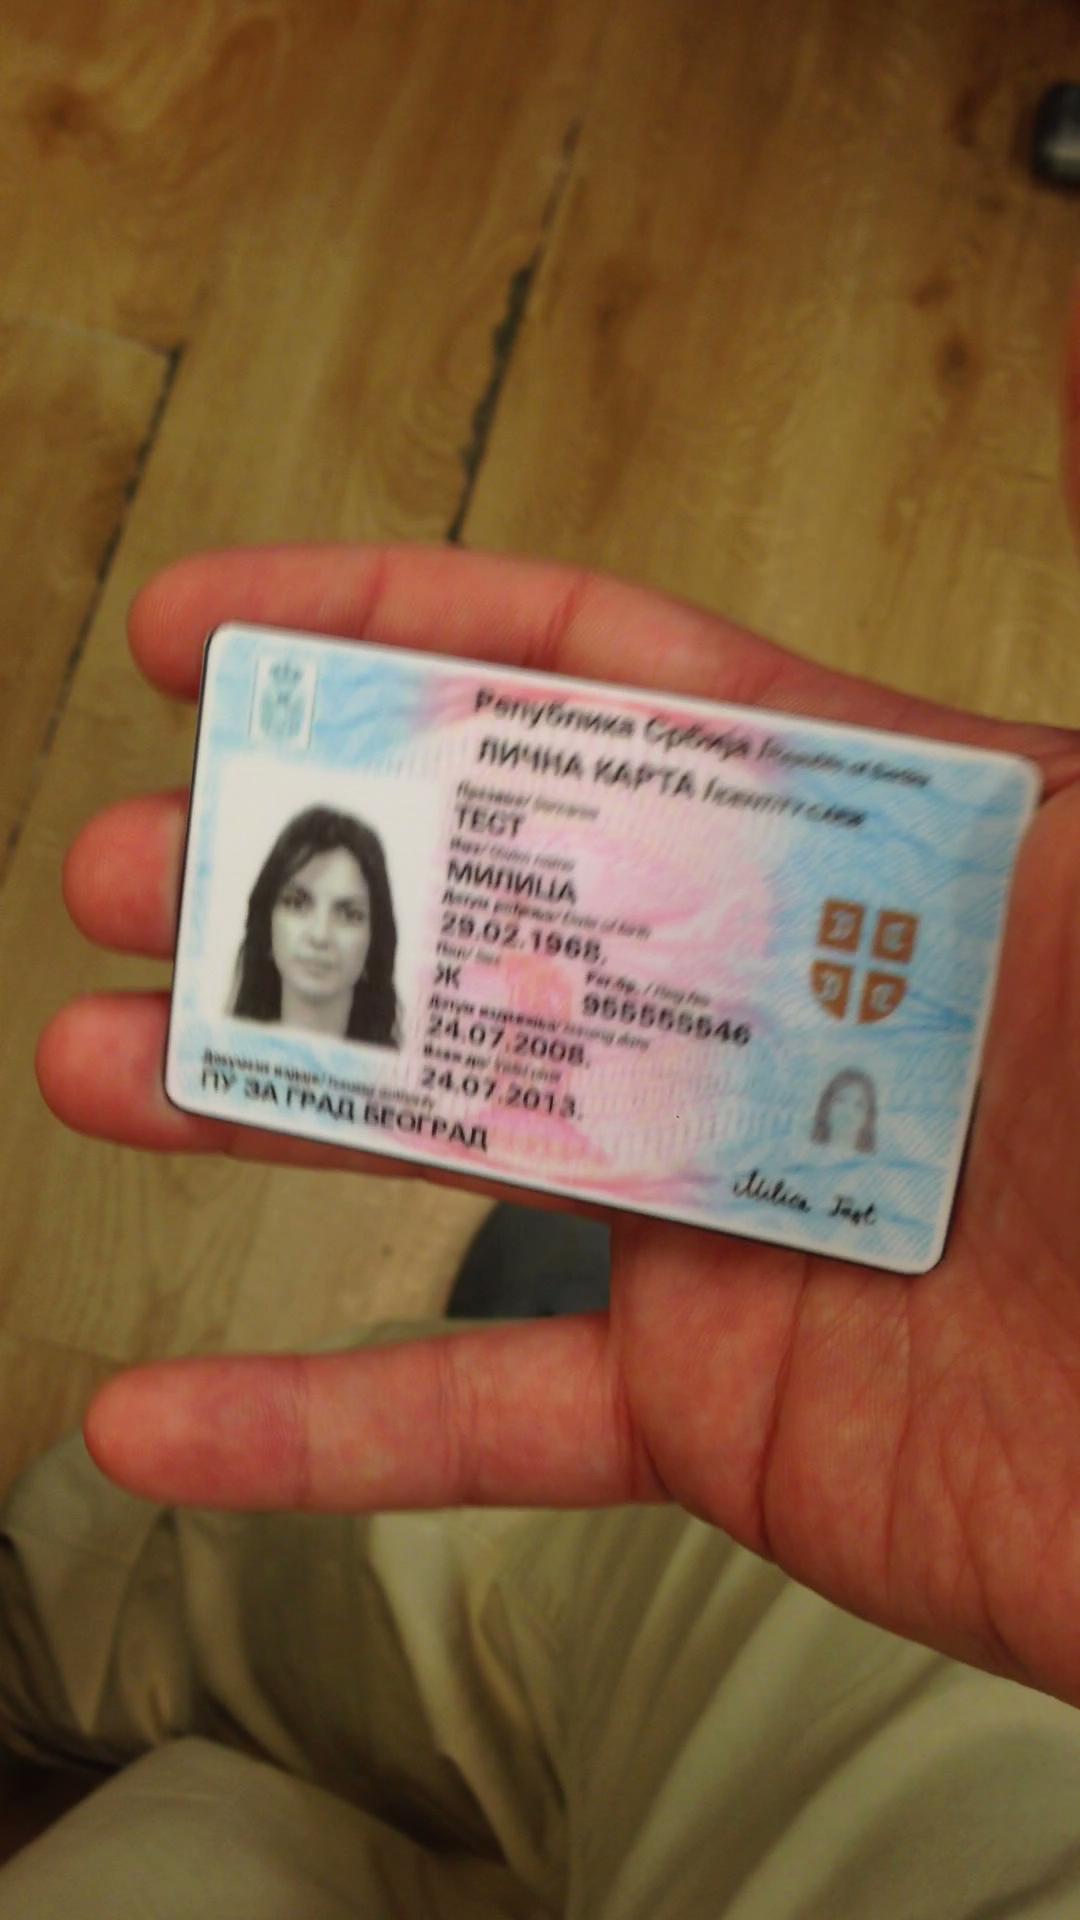 Република Србија / Republic of Serbia
ЛИЧНА КАРТА / IDENTITY CARD
Презиме / Surname
ТЕСТ
Име / Given name
МИЛИЦА
Датум рођења / Date of birth
29.02.1968.
Пол / Sex
Ж
Рег.бр. / Reg.No.
955555546
Датум издавања / Issuing date
24.07.2008.
Важи до / Valid until
24.07.2013.
Документ издаје / Issuing authority
ПУ ЗА ГРАД БЕОГРАД
Milica Test